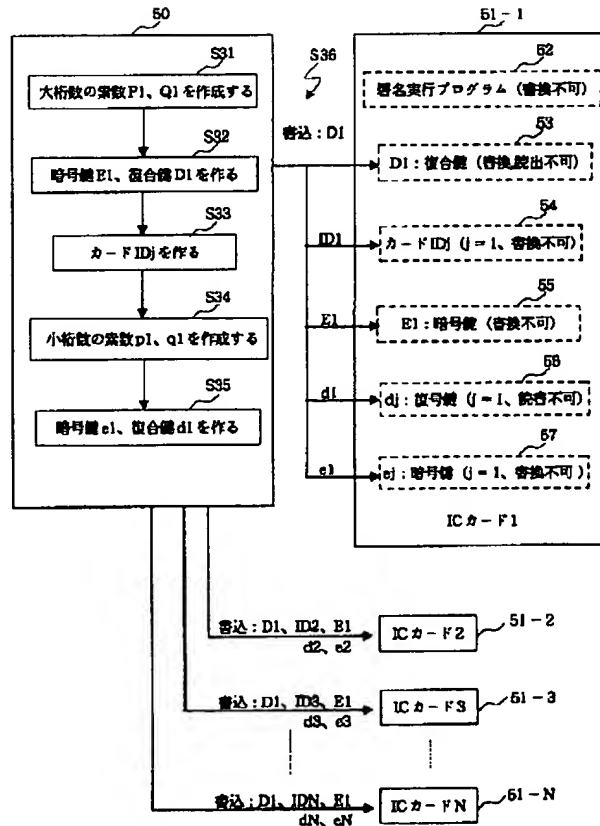 50
S31
大桁数の素数P1、Q1を作成する
S32
暗号鍵E1、復合鍵D1を作る
S33
カードIDjを作る
S34
小桁数の素数p1、q1を作成する
S35
暗号鍵e1、復合鍵d1を作る
S36
書込:D1
ID1
E1
d1
e1
51-1
52
署名実行プログラム(書換不可)
53
D1:復合鍵(書換,読出不可)
54
カードIDj(j=1、書換不可)
55
E1:暗号鍵(書換不可)
56
dj:復号鍵(j=1、読書不可)
57
ej:暗号鍵(j=1、書換不可)
ICカード1
書込:D1、ID2、E1
d2、e2
ICカード2
51-2
書込:D1、ID3、E1
d3、e3
ICカード3
51-3
書込:D1、IDN、E1
dN、eN
ICカードN
51-N